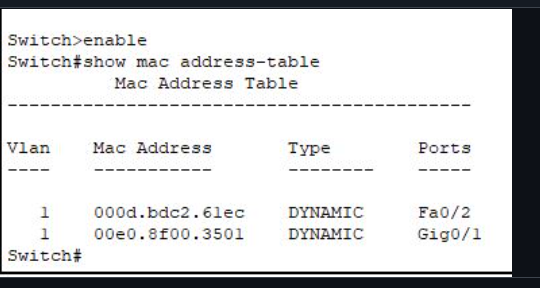 Switch>enable
Switch#show mac address-table
Mac Address Table
-------------------------------------------
Vlan Mac Address Type Ports
---- ----------- -------- -----
1 000d.bdc2.61ec DYNAMIC Fa0/2
1 00e0.8f00.3501 DYNAMIC Gig0/1
Switch#